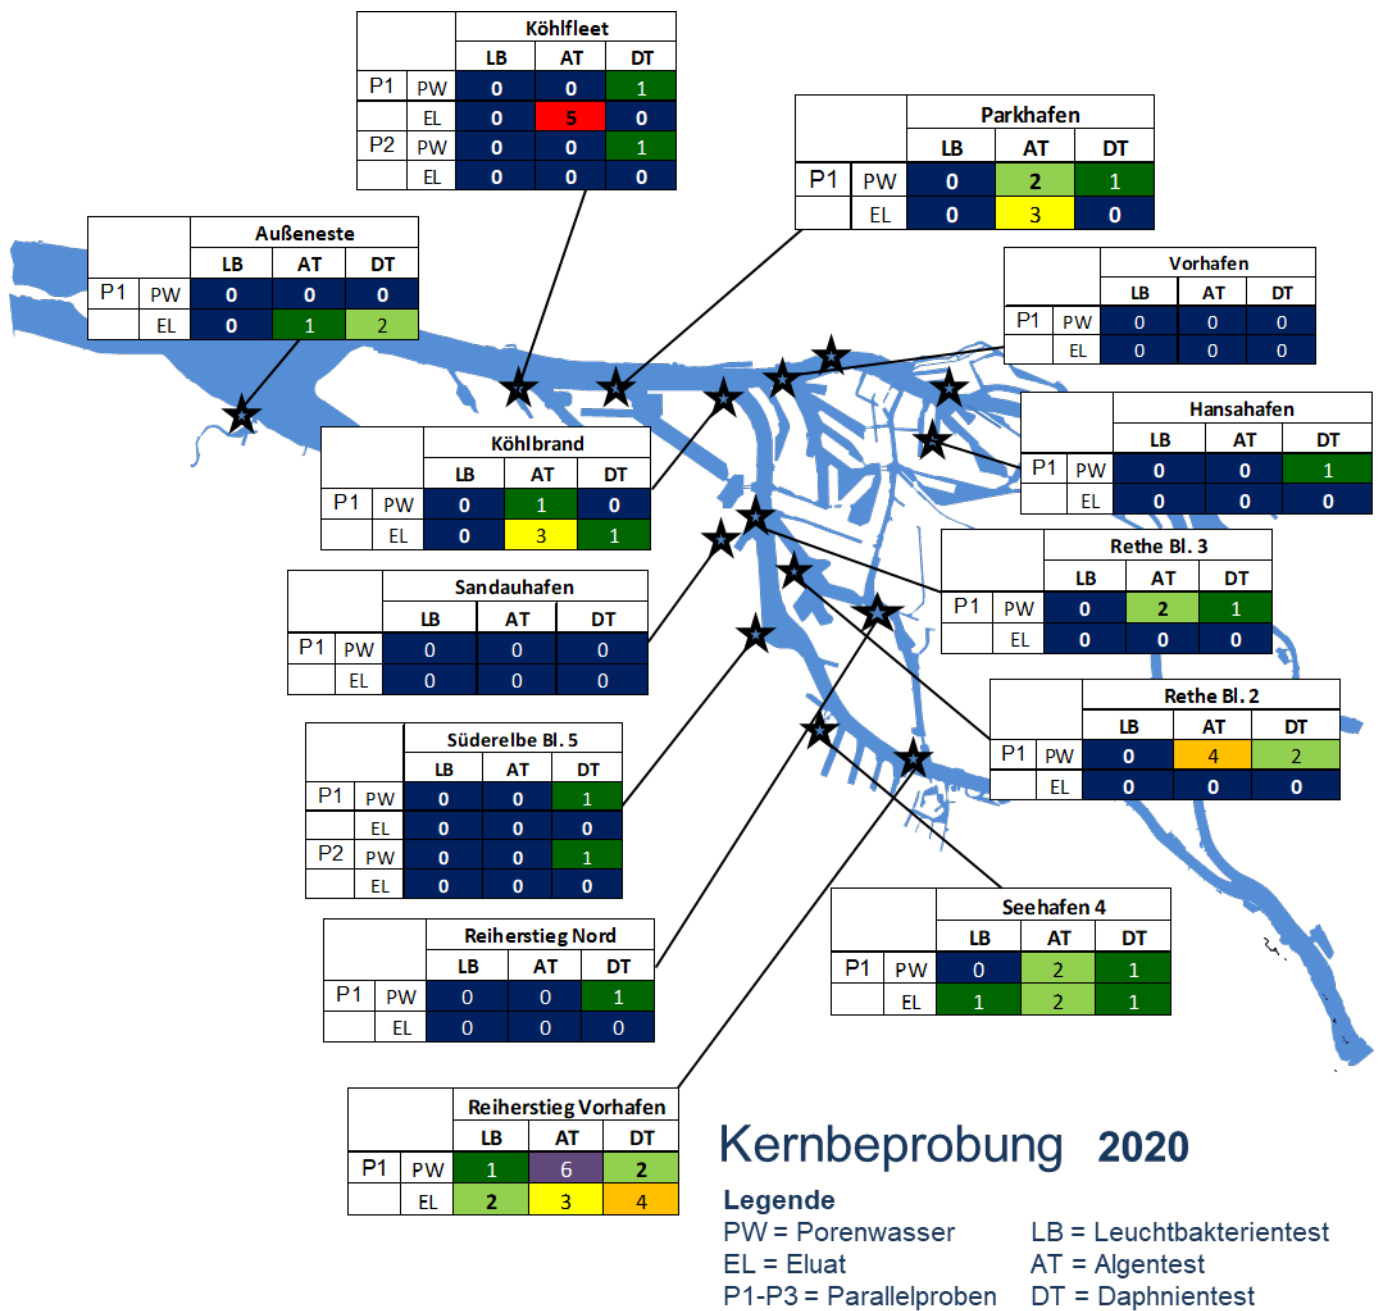 Köhlfleet
LB AT DT
P1 PW 0 0 1
EL 0 5 0
P2 PW 0 0 1
EL 0 0 0
Parkhafen
LB AT DT
P1 PW 0 2 1
EL 0 3 0
Außeneste
LB AT DT
P1 PW 0 0 0
EL 0 1 2
Vorhafen
LB AT DT
P1 PW 0 0 0
EL 0 0 0
Hansahafen
LB AT DT
P1 PW 0 0 1
EL 0 0 0
Köhlbrand
LB AT DT
P1 PW 0 1 0
EL 0 3 1
Rethe Bl. 3
LB AT DT
P1 PW 0 2 1
EL 0 0 0
Sandauhafen
LB AT DT
P1 PW 0 0 0
EL 0 0 0
Rethe Bl. 2
LB AT DT
P1 PW 0 4 2
EL 0 0 0
Süderelbe Bl. 5
LB AT DT
P1 PW 0 0 1
EL 0 0 0
P2 PW 0 0 1
EL 0 0 0
Seehafen 4
LB AT DT
P1 PW 0 2 1
EL 1 2 1
Reiherstieg Nord
LB AT DT
P1 PW 0 0 1
EL 0 0 0
Reiherstieg Vorhafen
LB AT DT
P1 PW 1 6 2
EL 2 3 4
Kernbeprobung 2020
Legende
PW = Porenwasser LB = Leuchtbakterientest
EL = Eluat AT = Algentest
P1-P3 = Parallelproben DT = Daphnientest